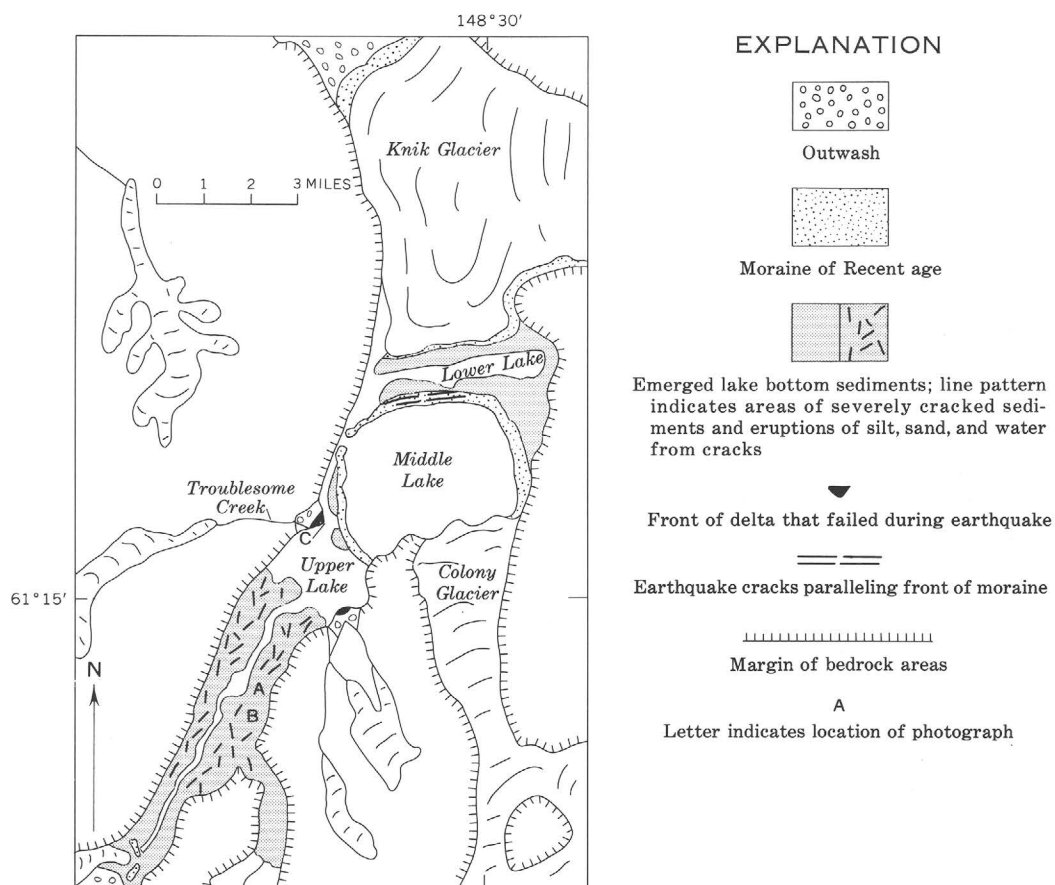 148°30'
Knik Glacier
0 1 2 3 MILES
Lower Lake
Middle
Lake
Troublesome
Creek
C
Upper
Lake
Colony
Glacier
61°15'
N
A
B
EXPLANATION
Outwash
Moraine of Recent age
Emerged lake bottom sediments; line pattern
indicates areas of severely cracked sedi-
ments and eruptions of silt, sand, and water
from cracks
Front of delta that failed during earthquake
Earthquake cracks paralleling front of moraine
Margin of bedrock areas
A
Letter indicates location of photograph